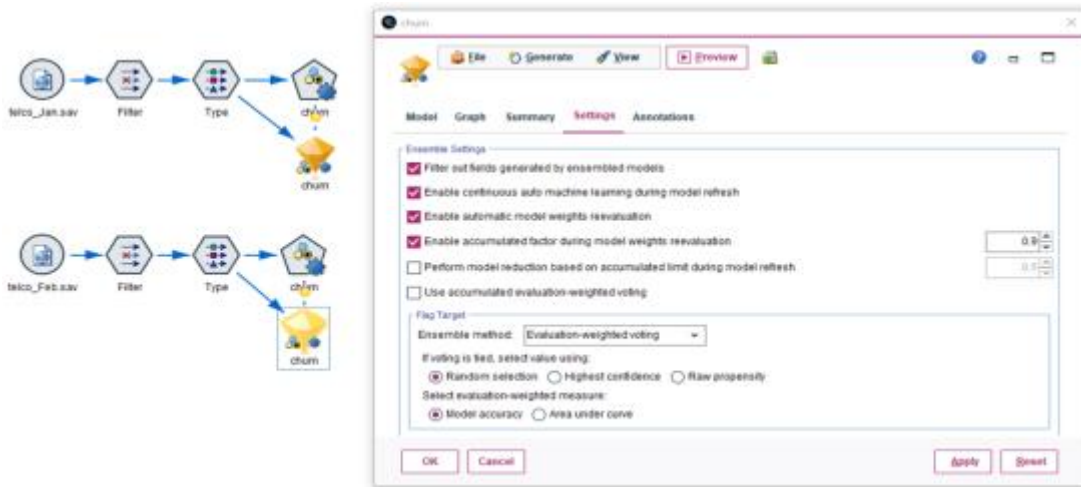 churn
File Generate View Preview
telco_Jan.sav Filter Type churn
churn
Model Graph Summary Settings Annotations
Ensemble Settings
Filter out fields generated by ensembled models
Enable continuous auto machine learning during model refresh
Enable automatic model weights reevaluation
Enable accumulated factor during model weights reevaluation 0.9
Perform model reduction based on accumulated limit during model refresh
Use accumulated evaluation-weighted voting
telco_Feb.sav Filter Type churn
churn
Flag Target
Ensemble method: Evaluation-weighted voting
If voting is tied, select value using:
Random selection Highest confidence Raw propensity
Select evaluation-weighted measure:
Model accuracy Area under curve
OK Cancel Apply Reset